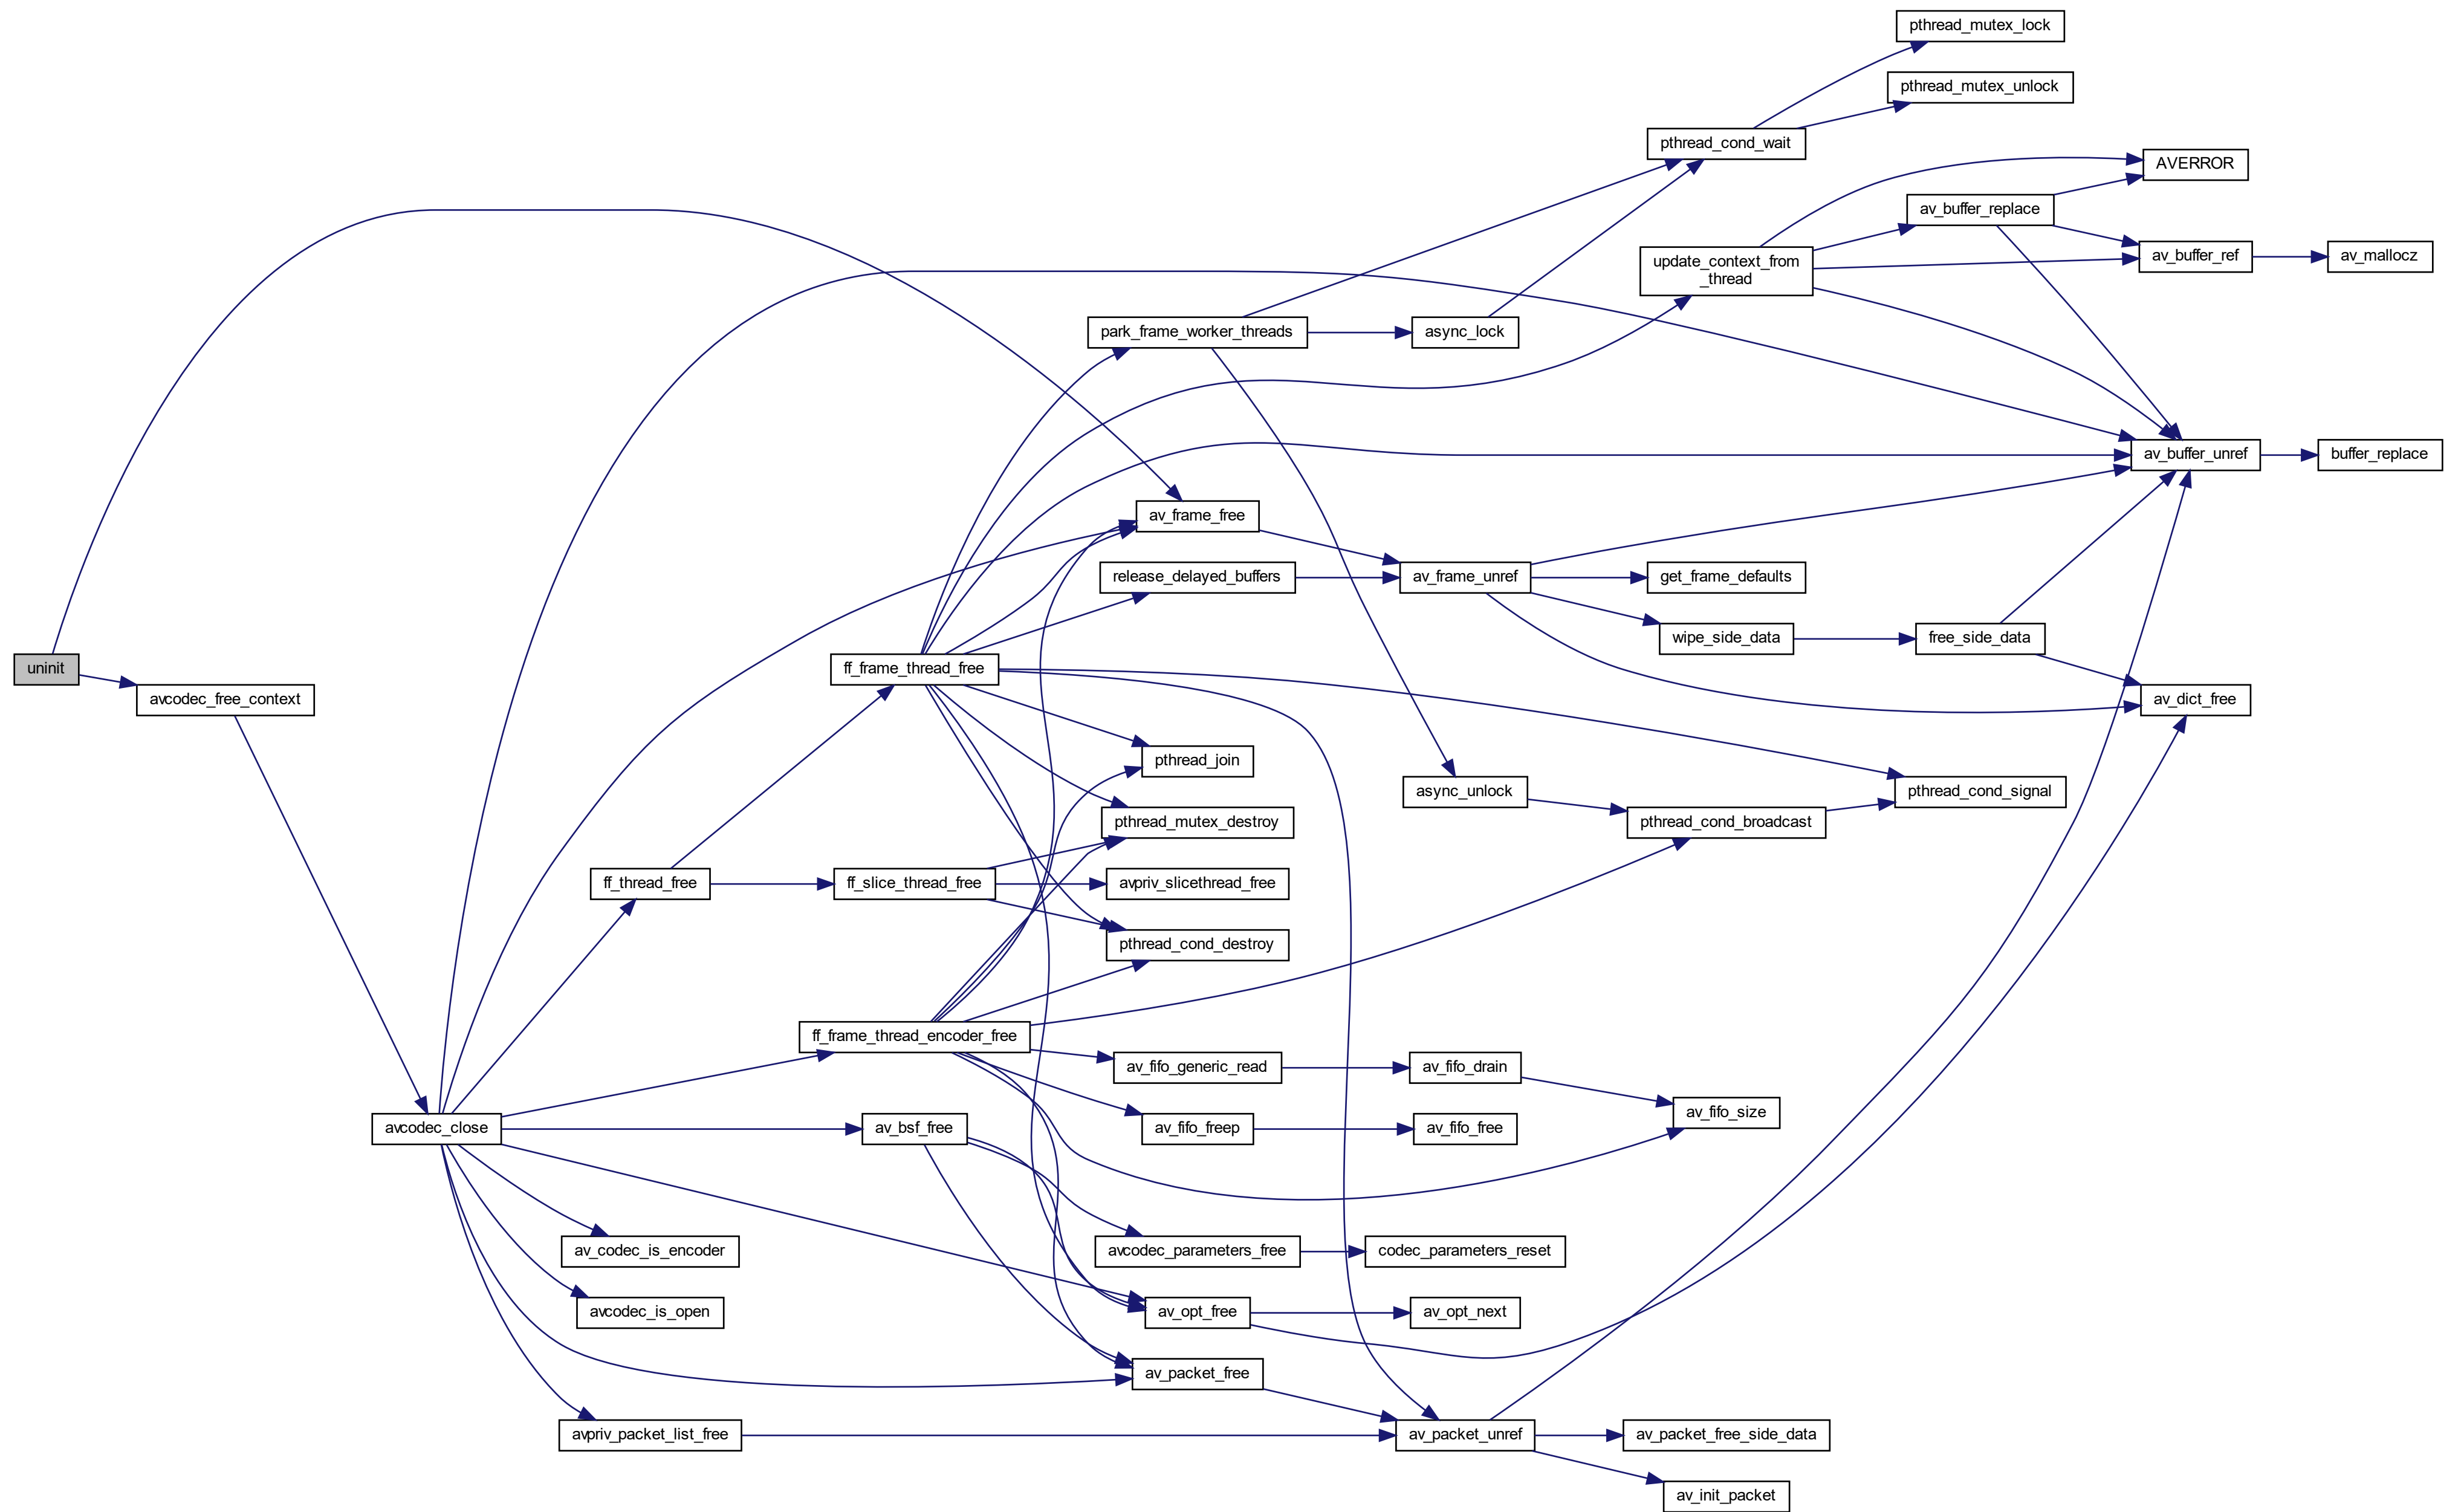 uninit
avcodec_free_context
avcodec_close
ff_thread_free
av_codec_is_encoder
avcodec_is_open
avpriv_packet_list_free
ff_frame_thread_free
ff_slice_thread_free
ff_frame_thread_encoder_free
av_bsf_free
park_frame_worker_threads
av_frame_free
release_delayed_buffers
pthread_join
pthread_mutex_destroy
avpriv_slicethread_free
pthread_cond_destroy
av_fifo_generic_read
av_fifo_freep
avcodec_parameters_free
av_opt_free
av_packet_free
async_lock
av_frame_unref
async_unlock
av_fifo_drain
av_fifo_free
codec_parameters_reset
av_opt_next
av_packet_unref
pthread_cond_wait
update_context_from
_thread
get_frame_defaults
wipe_side_data
pthread_cond_broadcast
av_fifo_size
av_packet_free_side_data
av_init_packet
pthread_mutex_lock
pthread_mutex_unlock
av_buffer_replace
free_side_data
pthread_cond_signal
AVERROR
av_buffer_ref
av_buffer_unref
av_dict_free
av_mallocz
buffer_replace